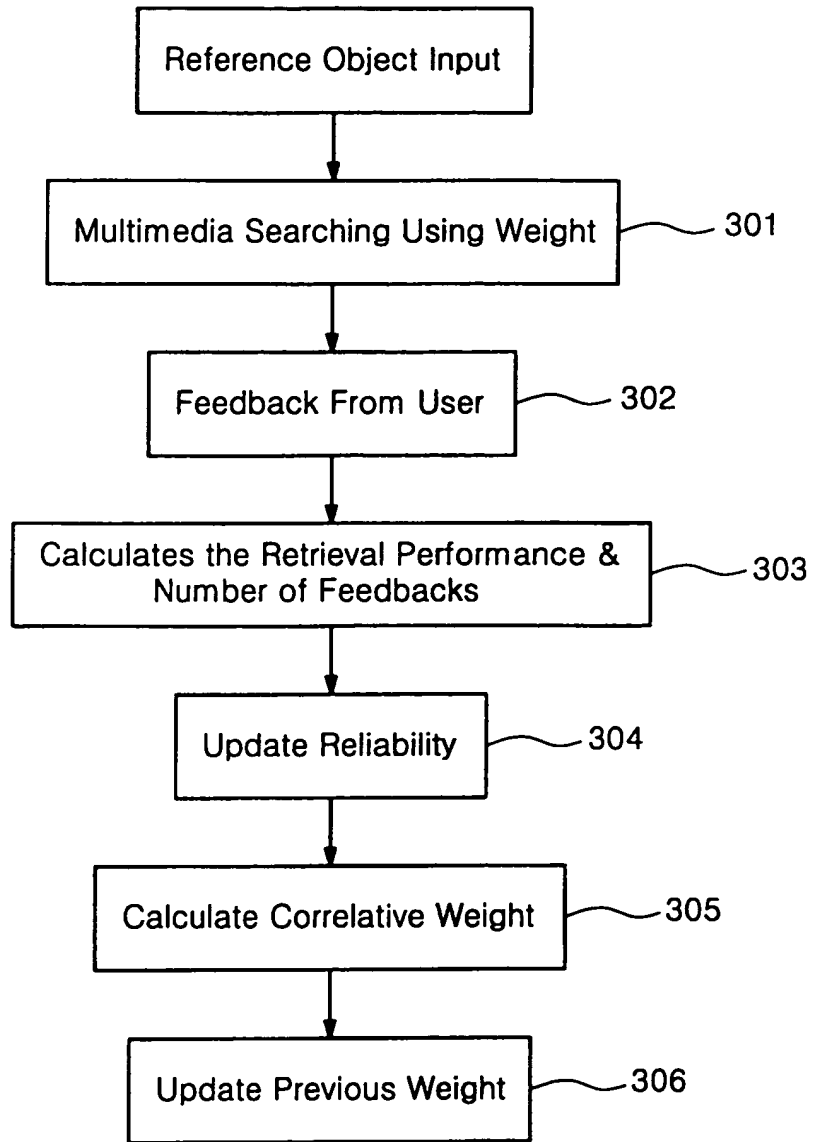 Reference Object Input
Multimedia Searching Using Weight
301
Feedback From User
302
Calculates the Retrieval Performance &
Number of Feedbacks
303
Update Reliability
304
Calculate Correlative Weight
305
Update Previous Weight
306